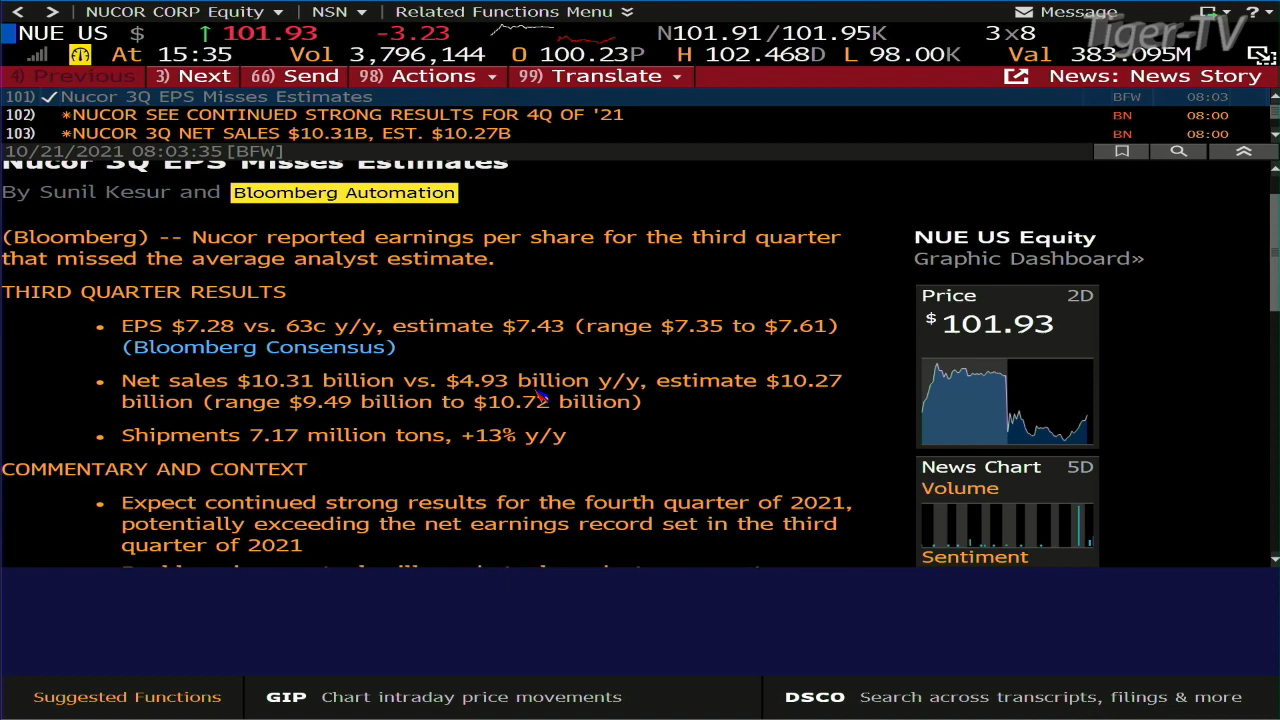 < > NUCOR CORP Equity NSN Related Functions Menu Message ?
Tiger-TV
NUE US $ ↑ 101.93 -3.23 N101.91/101.95K 3×8
At 15:35 Vol 3,796,144 O 100.23P H 102.468D L 98.00K Val 383.095M
4) Previous 3) Next 66) Send 98) Actions 99) Translate News: News Story
101) ✓ Nucor 3Q EPS Misses Estimates BFW 08:03
102) *NUCOR SEE CONTINUED STRONG RESULTS FOR 4Q OF '21 BN 08:00
103) *NUCOR 3Q NET SALES $10.31B, EST. $10.27B BN 08:00
10/21/2021 08:03:35 [BFW]
Nucor 3Q EPS Misses Estimates
By Sunil Kesur and Bloomberg Automation
(Bloomberg) -- Nucor reported earnings per share for the third quarter
that missed the average analyst estimate.
THIRD QUARTER RESULTS
• EPS $7.28 vs. 63c y/y, estimate $7.43 (range $7.35 to $7.61)
(Bloomberg Consensus)
• Net sales $10.31 billion vs. $4.93 billion y/y, estimate $10.27
billion (range $9.49 billion to $10.72 billion)
• Shipments 7.17 million tons, +13% y/y
COMMENTARY AND CONTEXT
• Expect continued strong results for the fourth quarter of 2021,
potentially exceeding the net earnings record set in the third
quarter of 2021
NUE US Equity
Graphic Dashboard»
Price 2D
$ 101.93
News Chart 5D
Volume
Sentiment
Suggested Functions GIP Chart intraday price movements DSCO Search across transcripts, filings & more